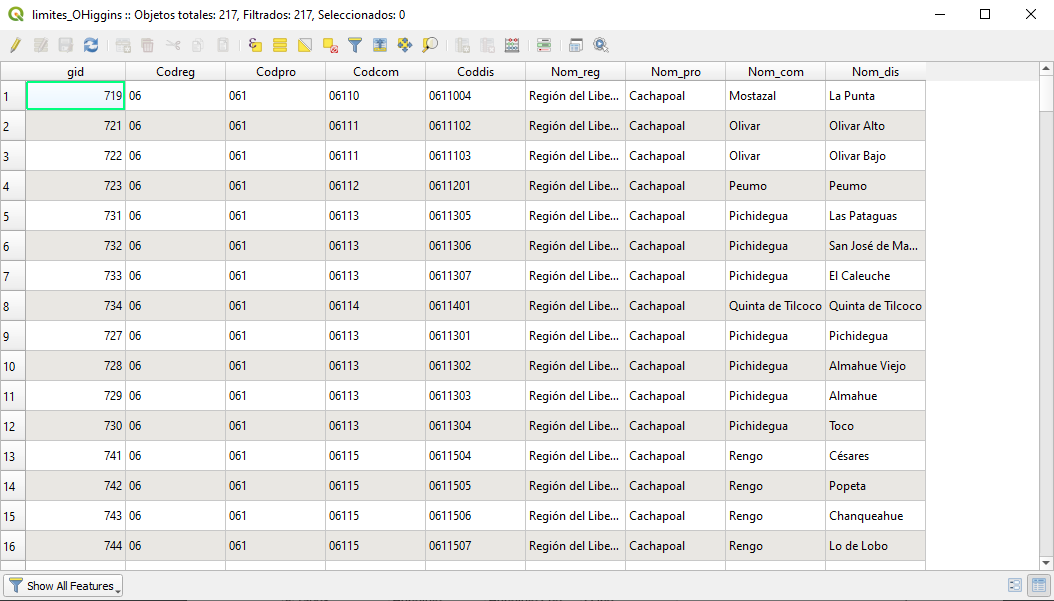 limites_OHiggins :: Objetos totales: 217, Filtrados: 217, Seleccionados: 0
gid Codreg Codpro Codcom Coddis Nom_reg Nom_pro Nom_com Nom_dis
1 719 06 061 06110 0611004 Región del Libe... Cachapoal Mostazal La Punta
2 721 06 061 06111 0611102 Región del Libe... Cachapoal Olivar Olivar Alto
3 722 06 061 06111 0611103 Región del Libe... Cachapoal Olivar Olivar Bajo
4 723 06 061 06112 0611201 Región del Libe... Cachapoal Peumo Peumo
5 731 06 061 06113 0611305 Región del Libe... Cachapoal Pichidegua Las Pataguas
6 732 06 061 06113 0611306 Región del Libe... Cachapoal Pichidegua San José de Ma...
7 733 06 061 06113 0611307 Región del Libe... Cachapoal Pichidegua El Caleuche
8 734 06 061 06114 0611401 Región del Libe... Cachapoal Quinta de Tilcoco Quinta de Tilcoco
9 727 06 061 06113 0611301 Región del Libe... Cachapoal Pichidegua Pichidegua
10 728 06 061 06113 0611302 Región del Libe... Cachapoal Pichidegua Almahue Viejo
11 729 06 061 06113 0611303 Región del Libe... Cachapoal Pichidegua Almahue
12 730 06 061 06113 0611304 Región del Libe... Cachapoal Pichidegua Toco
13 741 06 061 06115 0611504 Región del Libe... Cachapoal Rengo Césares
14 742 06 061 06115 0611505 Región del Libe... Cachapoal Rengo Popeta
15 743 06 061 06115 0611506 Región del Libe... Cachapoal Rengo Chanqueahue
16 744 06 061 06115 0611507 Región del Libe... Cachapoal Rengo Lo de Lobo
Show All Features